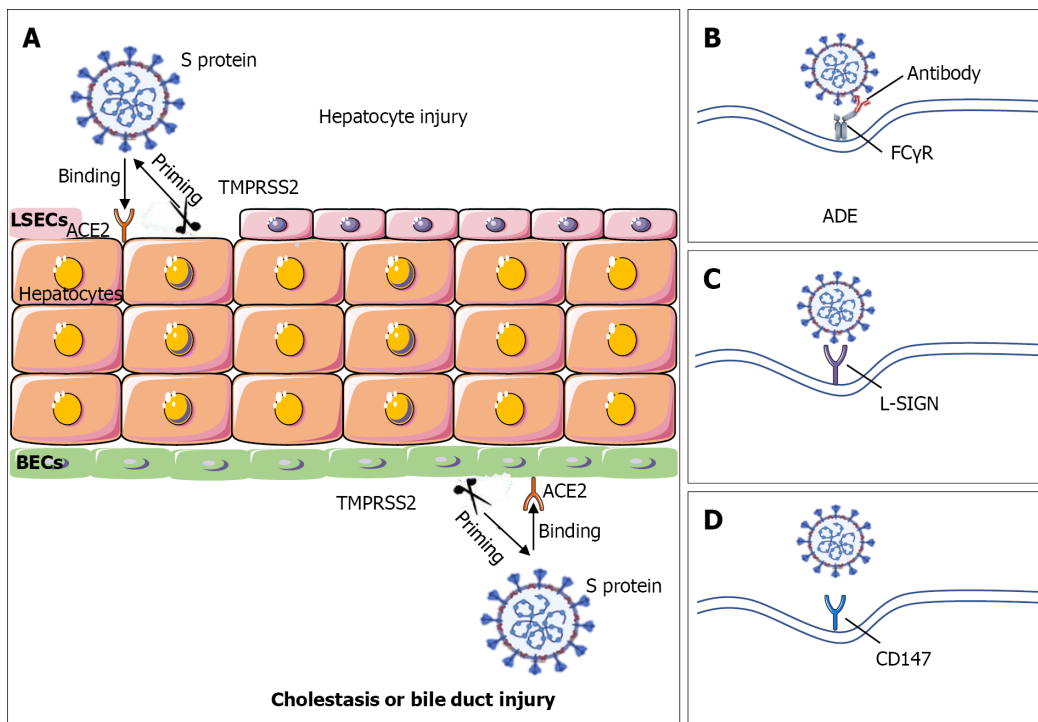 A
S protein
Hepatocyte injury
Binding
Priming
TMPRSS2
LSECs
ACE2
Hepatocytes
BECs
TMPRSS2
ACE2
Priming
Binding
S protein
Cholestasis or bile duct injury
B
Antibody
FCγR
ADE
C
L-SIGN
D
CD147